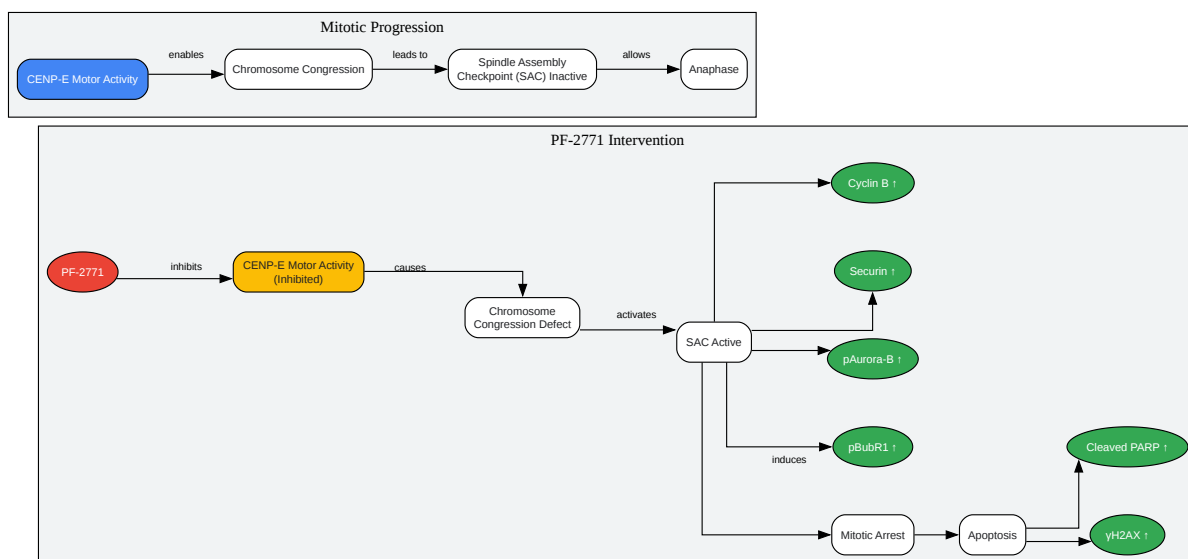 Mitotic Progression
CENP-E Motor Activity
enables
Chromosome Congression
leads to
Spindle Assembly
Checkpoint (SAC) Inactive
allows
Anaphase
PF-2771 Intervention
PF-2771
inhibits
CENP-E Motor Activity
(Inhibited)
causes
Chromosome
Congression Defect
activates
SAC Active
Cyclin B ↑
Securin ↑
pAurora-B ↑
pBubR1 ↑
induces
Mitotic Arrest
Apoptosis
Cleaved PARP ↑
γH2AX ↑